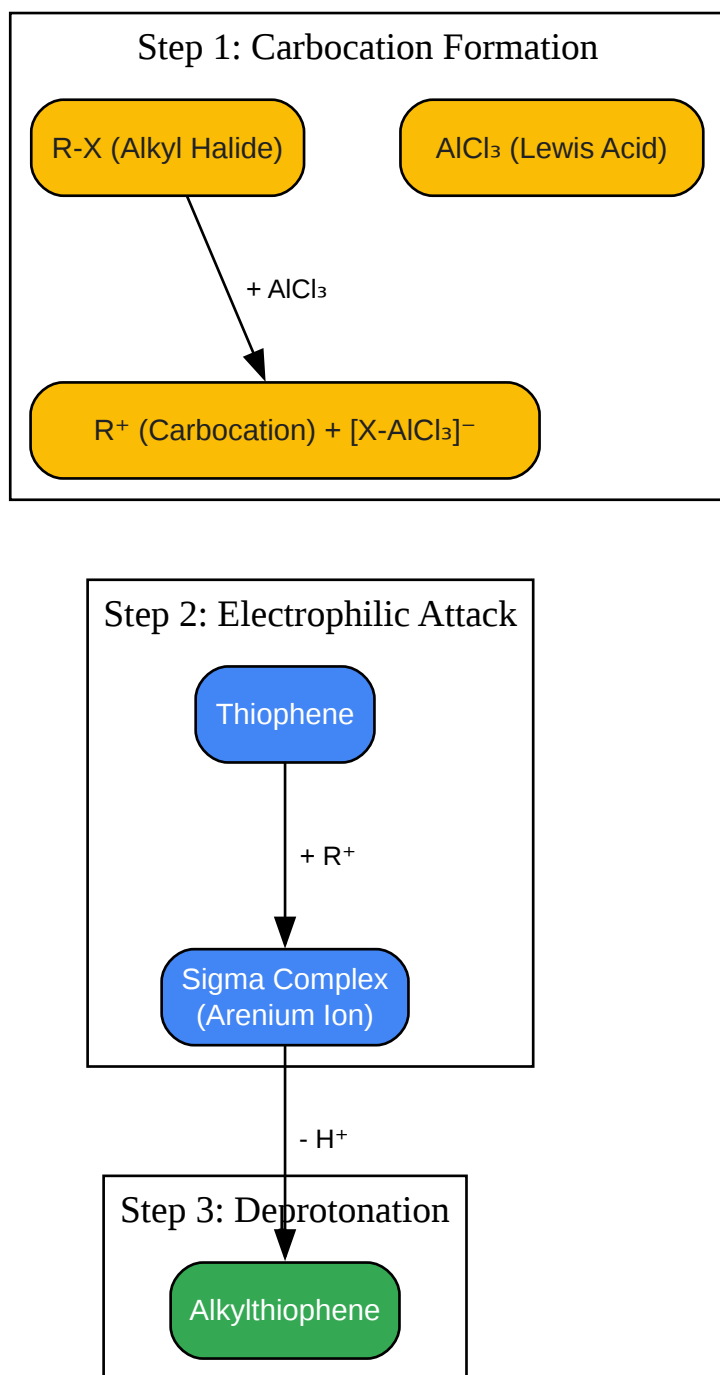 Step 1: Carbocation Formation
R-X (Alkyl Halide)
AlCl₃ (Lewis Acid)
+ AlCl₃
R⁺ (Carbocation) + [X-AlCl₃]⁻
Step 2: Electrophilic Attack
Thiophene
+ R⁺
Sigma Complex
(Arenium Ion)
- H⁺
Step 3: Deprotonation
Alkylthiophene